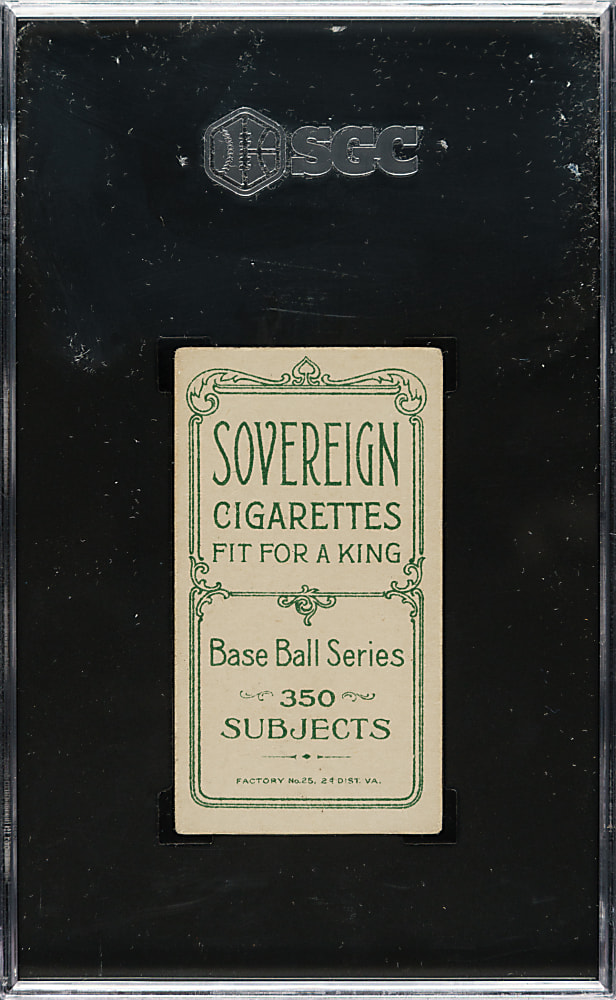 SGC
SOVEREIGN
CIGARETTES
FIT FOR A KING
Base Ball Series
350
SUBJECTS
FACTORY No.25, 2d DIST. VA.